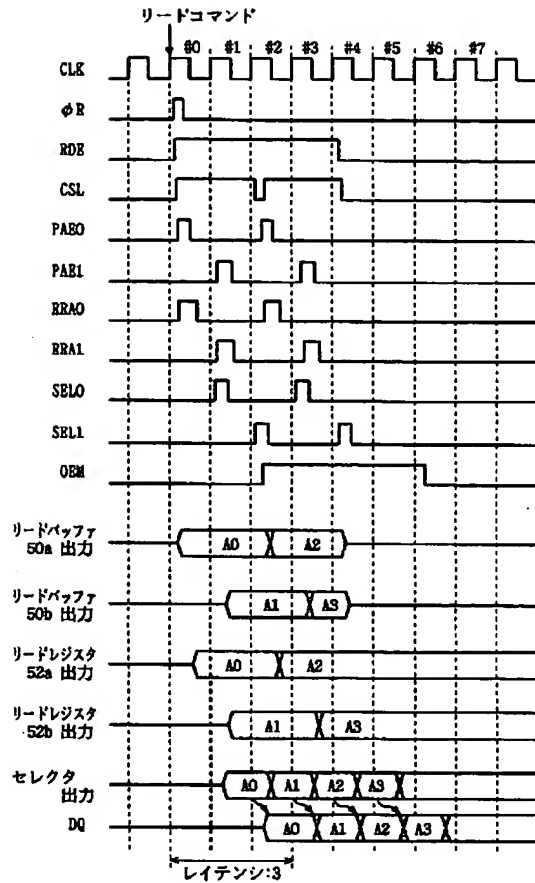 リードコマンド
#0 #1 #2 #3 #4 #5 #6 #7
CLK
φR
RDE
CSL
PAE0
PAE1
RRA0
RRA1
SEL0
SEL1
OEM
リードバッファ
50a 出力
A0 A2
リードバッファ
50b 出力
A1 A3
リードレジスタ
52a 出力
A0 A2
リードレジスタ
52b 出力
A1 A3
セレクタ
出力
A0 A1 A2 A3
DQ
A0 A1 A2 A3
レイテンシ:3